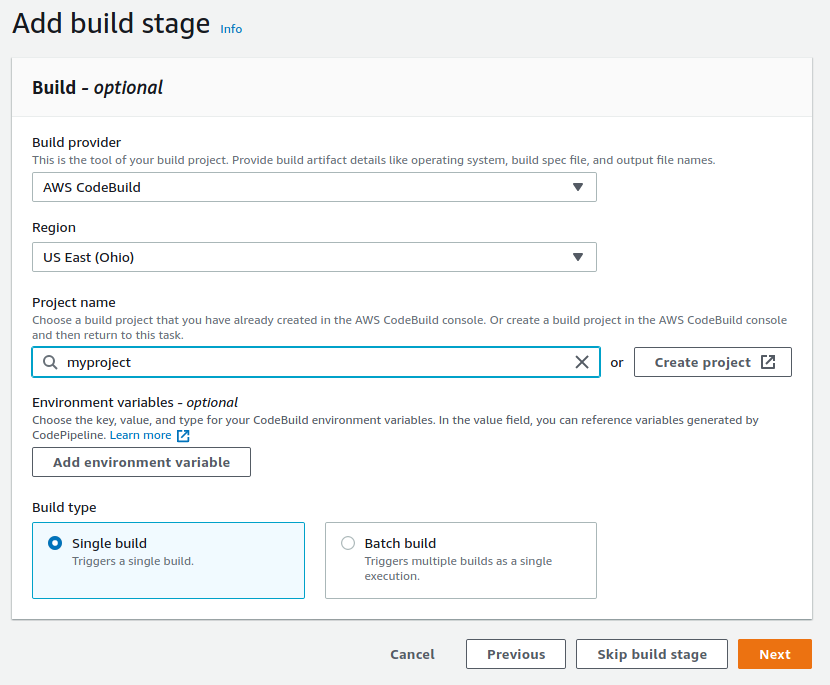 Add build stage Info
Build - optional
Build provider
This is the tool of your build project. Provide build artifact details like operating system, build spec file, and output file names.
AWS CodeBuild
Region
US East (Ohio)
Project name
Choose a build project that you have already created in the AWS CodeBuild console. Or create a build project in the AWS CodeBuild console
and then return to this task.
myproject or Create project
Environment variables - optional
Choose the key, value, and type for your CodeBuild environment variables. In the value field, you can reference variables generated by
CodePipeline. Learn more
Add environment variable
Build type
Single build
Triggers a single build.
Batch build
Triggers multiple builds as a single
execution.
Cancel Previous Skip build stage Next